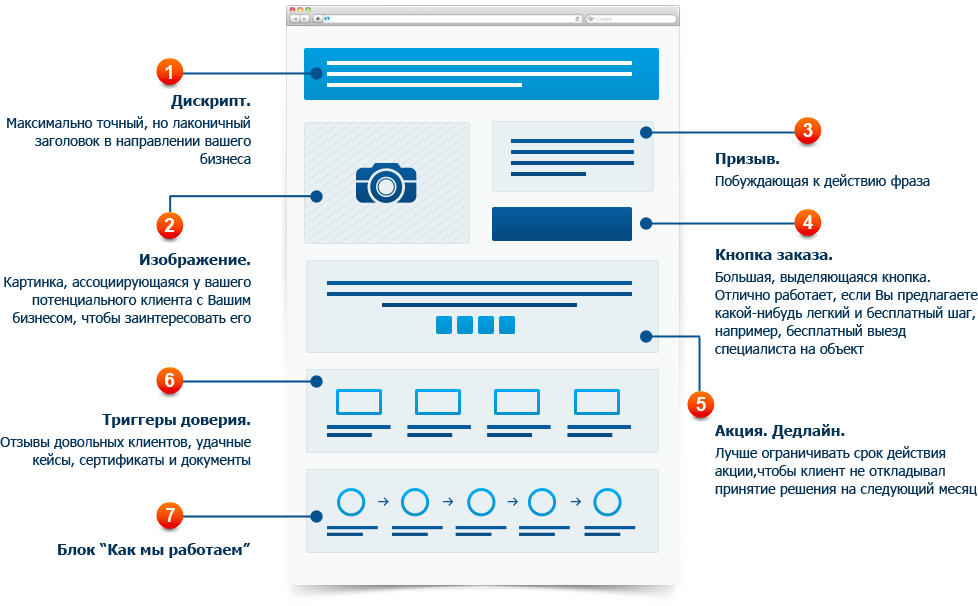 Google
1
Дискрипт.
Максимально точный, но лаконичный
заголовок в направлении вашего
бизнеса
2
Изображение.
Картинка, ассоциирующаяся у вашего
потенциального клиента с Вашим
бизнесом, чтобы заинтересовать его
3
Призыв.
Побуждающая к действию фраза
4
Кнопка заказа.
Большая, выделяющаяся кнопка.
Отлично работает, если Вы предлагаете
какой-нибудь легкий и бесплатный шаг,
например, бесплатный выезд
специалиста на объект
5
Акция. Дедлайн.
Лучше ограничивать срок действия
акции,чтобы клиент не откладывал
принятие решения на следующий месяц
6
Триггеры доверия.
Отзывы довольных клиентов, удачные
кейсы, сертификаты и документы
7
Блок “Как мы работаем”